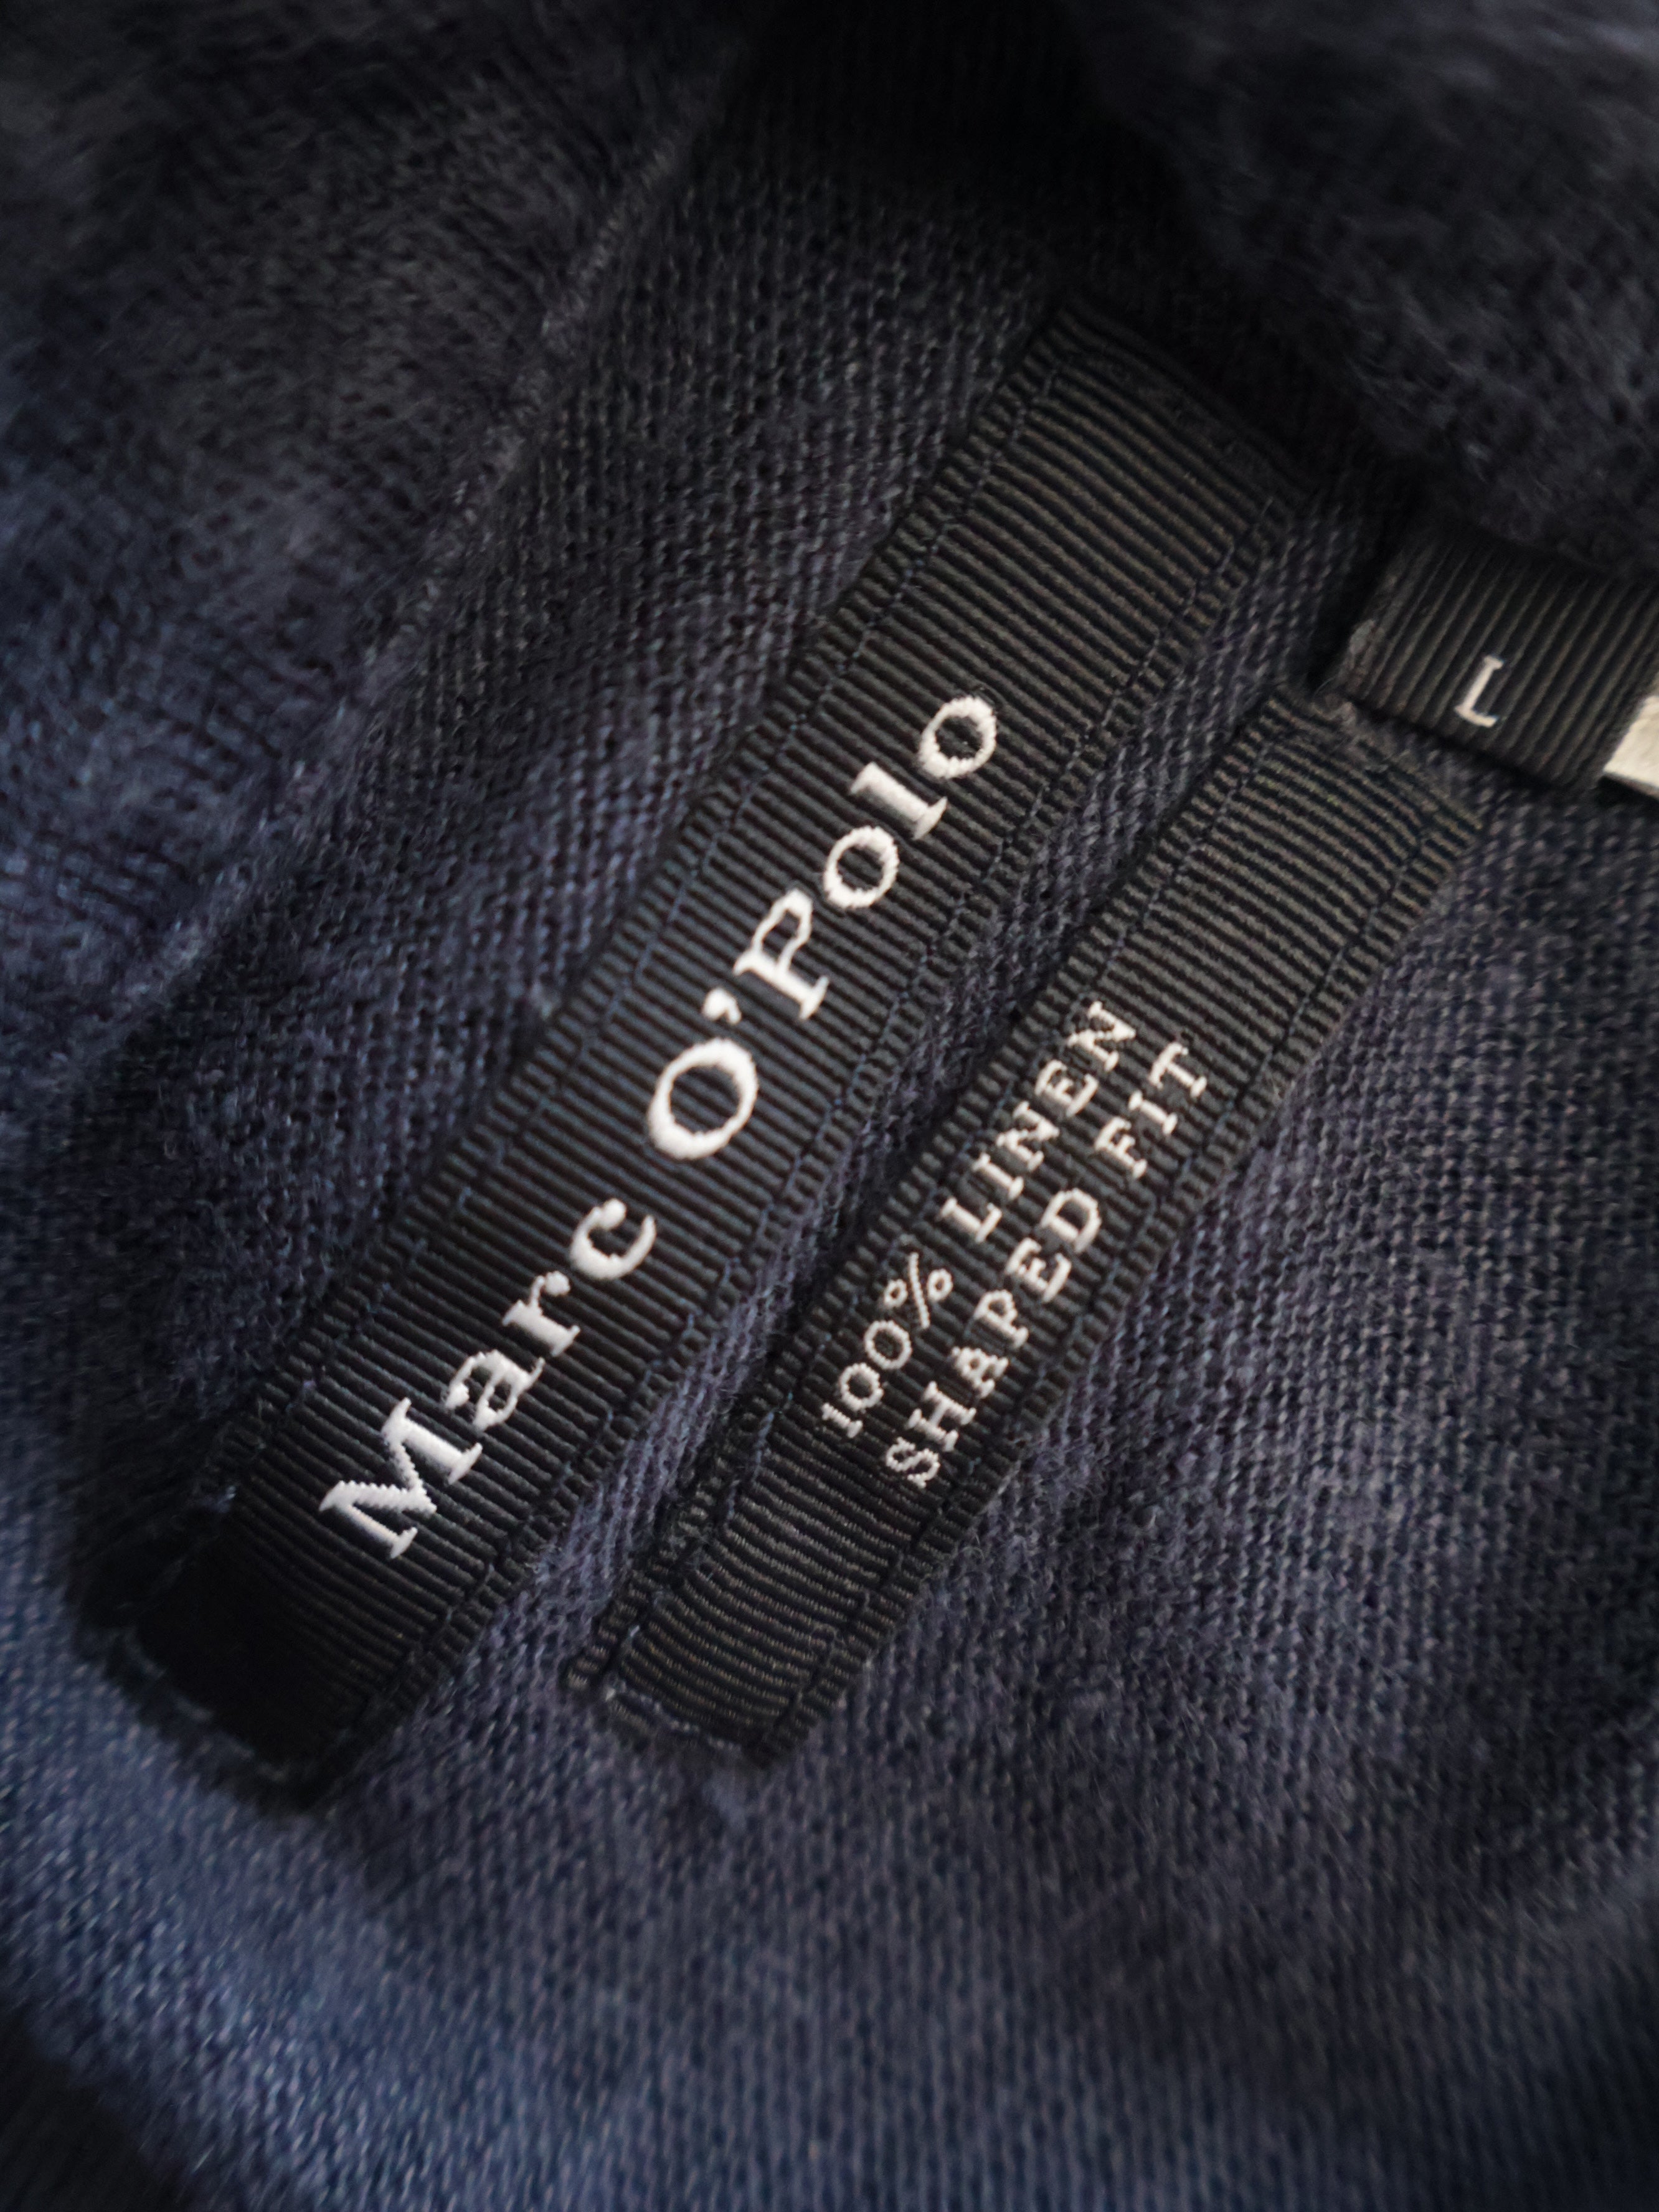 Marc O'Polo
100% LINEN
SHAPED FIT
L